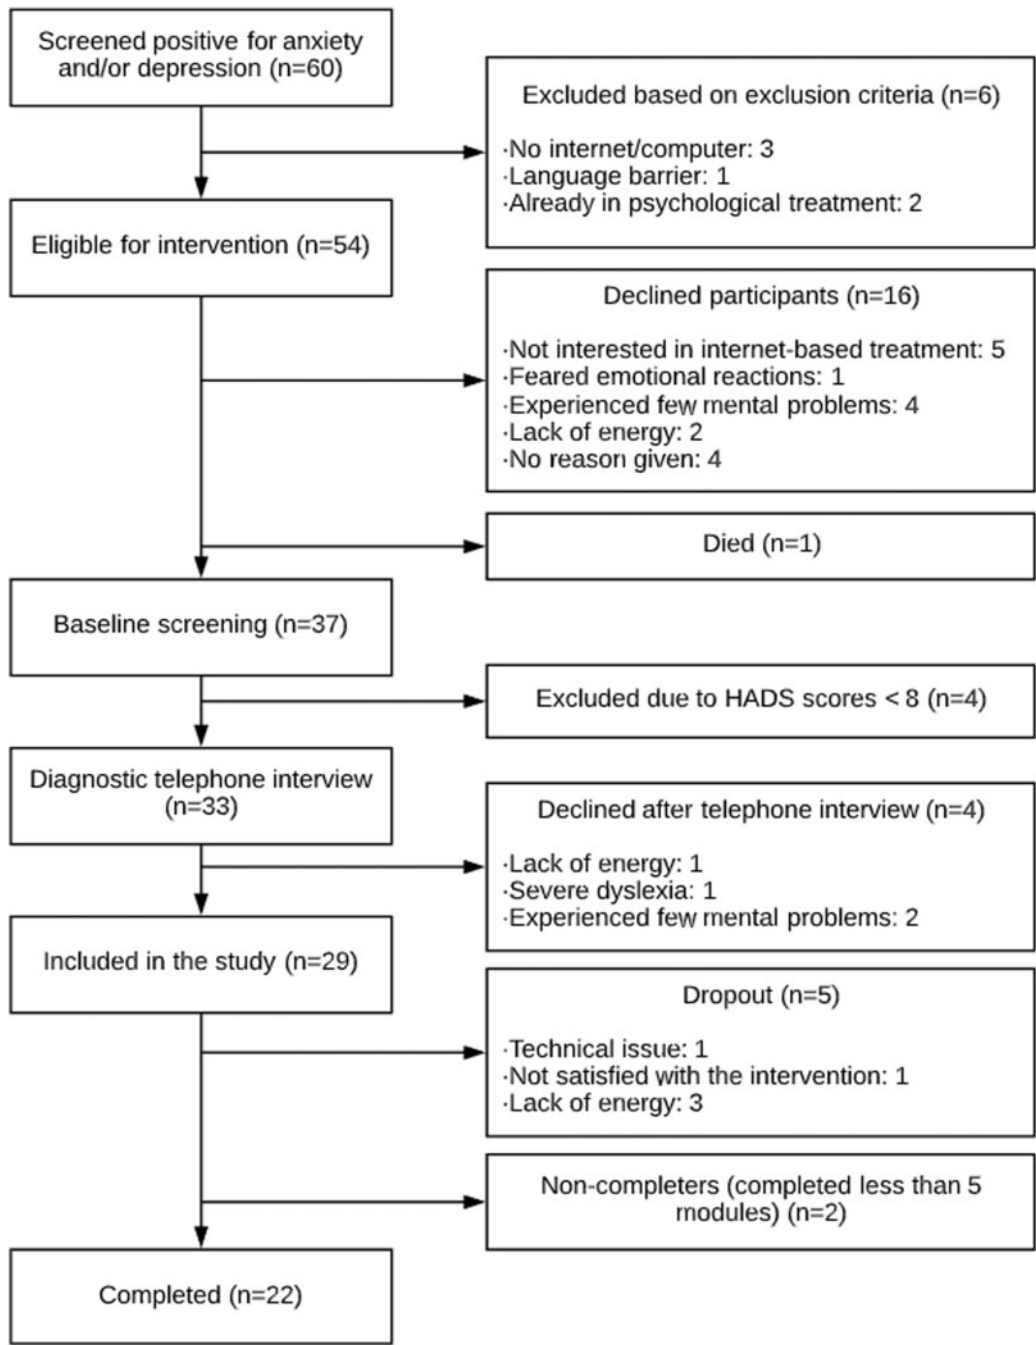 Screened positive for anxiety
and/or depression (n=60)
Excluded based on exclusion criteria (n=6)
·No internet/computer: 3
·Language barrier: 1
·Already in psychological treatment: 2
Eligible for intervention (n=54)
Declined participants (n=16)
·Not interested in internet-based treatment: 5
·Feared emotional reactions: 1
·Experienced few mental problems: 4
·Lack of energy: 2
·No reason given: 4
Died (n=1)
Baseline screening (n=37)
Excluded due to HADS scores < 8 (n=4)
Diagnostic telephone interview
(n=33)
Declined after telephone interview (n=4)
·Lack of energy: 1
·Severe dyslexia: 1
·Experienced few mental problems: 2
Included in the study (n=29)
Dropout (n=5)
·Technical issue: 1
·Not satisfied with the intervention: 1
·Lack of energy: 3
Non-completers (completed less than 5
modules) (n=2)
Completed (n=22)